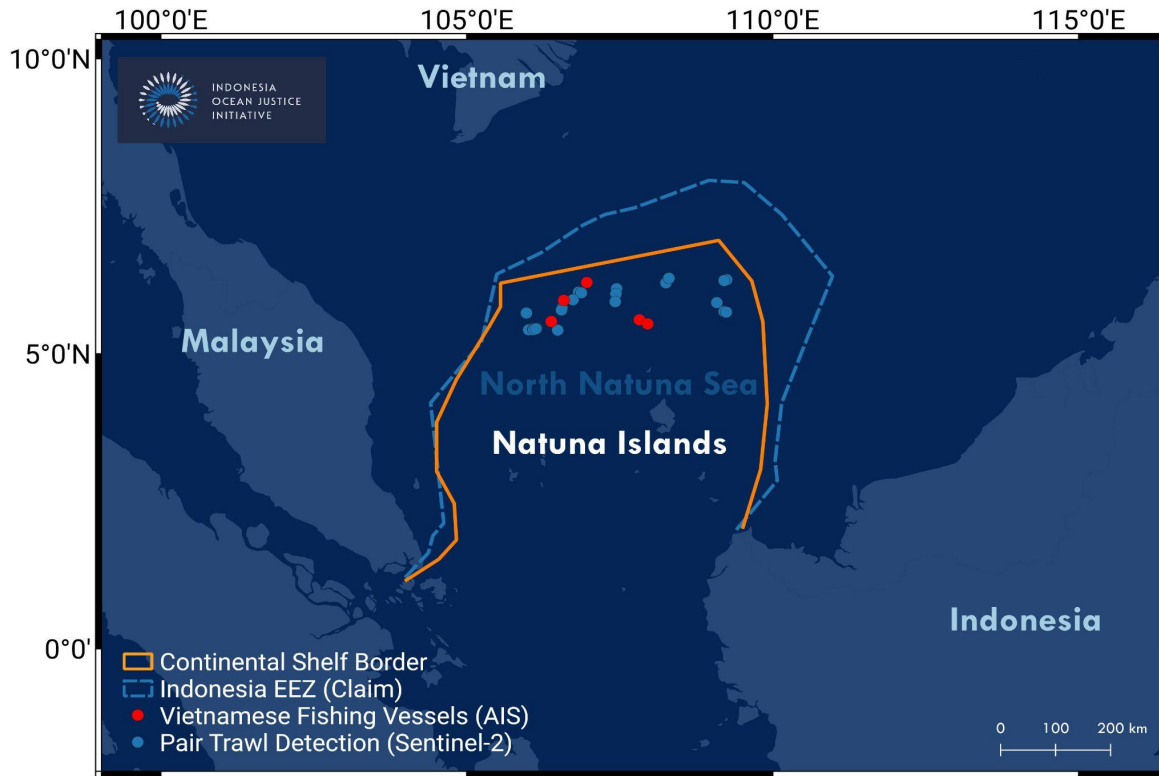 100°0'E
105°0'E
110°0'E
115°0'E
10°0'N
INDONESIA
OCEAN JUSTICE
INITIATIVE
Vietnam
Malaysia
5°0'N
North Natuna Sea
Natuna Islands
Indonesia
0°0'
Continental Shelf Border
Indonesia EEZ (Claim)
Vietnamese Fishing Vessels (AIS)
Pair Trawl Detection (Sentinel-2)
0 100 200 km